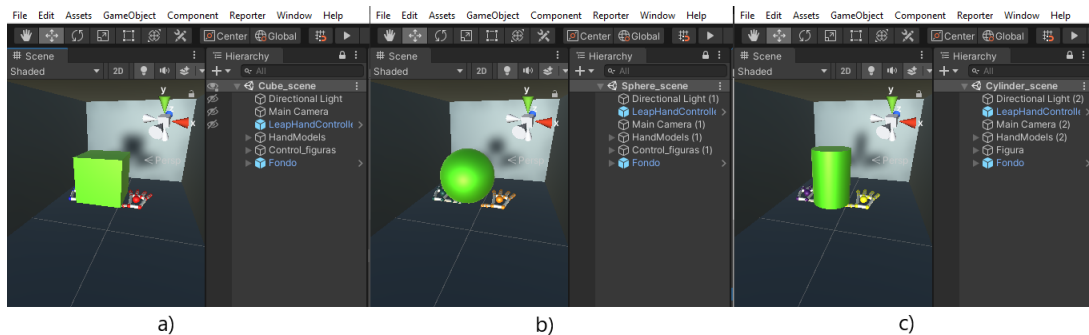 File Edit Assets GameObject Component Reporter Window Help
Center Global
Scene
Shaded 2D
y
x
Persp
Hierarchy
All
Cube_scene
Directional Light
Main Camera
LeapHandControlle
HandModels
Control_figuras
Fondo
a)
File Edit Assets GameObject Component Reporter Window Help
Center Global
Scene
Shaded 2D
y
x
Persp
Hierarchy
All
Sphere_scene
Directional Light (1)
LeapHandControlle
Main Camera (1)
HandModels (1)
Control_figuras (1)
Fondo
b)
File Edit Assets GameObject Component Reporter Window Help
Center Global
Scene
Shaded 2D
y
x
Persp
Hierarchy
All
Cylinder_scene
Directional Light (2)
LeapHandControlle
Main Camera (2)
HandModels (2)
Figura
Fondo
c)